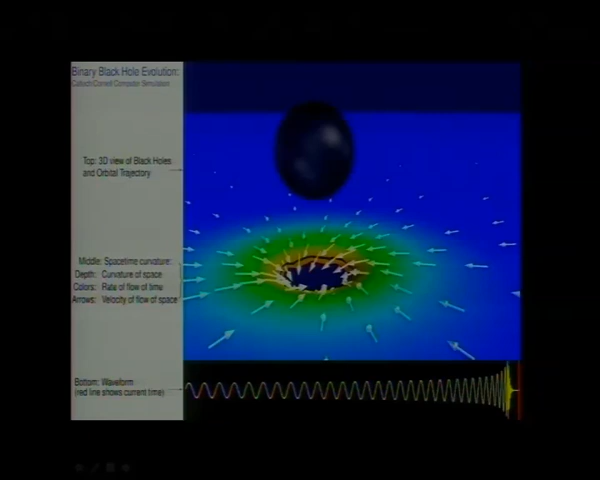 Binary Black Hole Evolution:
Caltech/Cornell Computer Simulation
Top: 3D view of Black Holes
and Orbital Trajectory
Middle: Spacetime curvature:
Depth: Curvature of space
Colors: Rate of flow of time
Arrows: Velocity of flow of space
Bottom: Waveform
(red line shows current time)